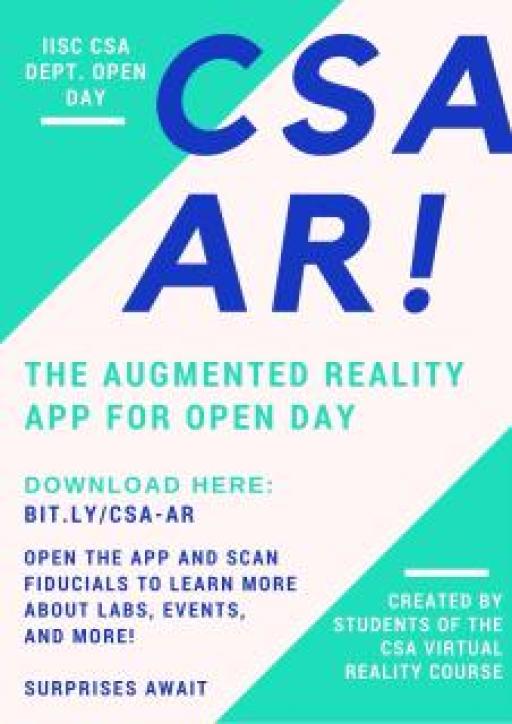 IISC CSA
DEPT. OPEN
DAY
CSA
AR!
THE AUGMENTED REALITY
APP FOR OPEN DAY
DOWNLOAD HERE:
BIT.LY/CSA-AR
OPEN THE APP AND SCAN
FIDUCIALS TO LEARN MORE
ABOUT LABS, EVENTS,
AND MORE!
SURPRISES AWAIT
CREATED BY
STUDENTS OF THE
CSA VIRTUAL
REALITY COURSE